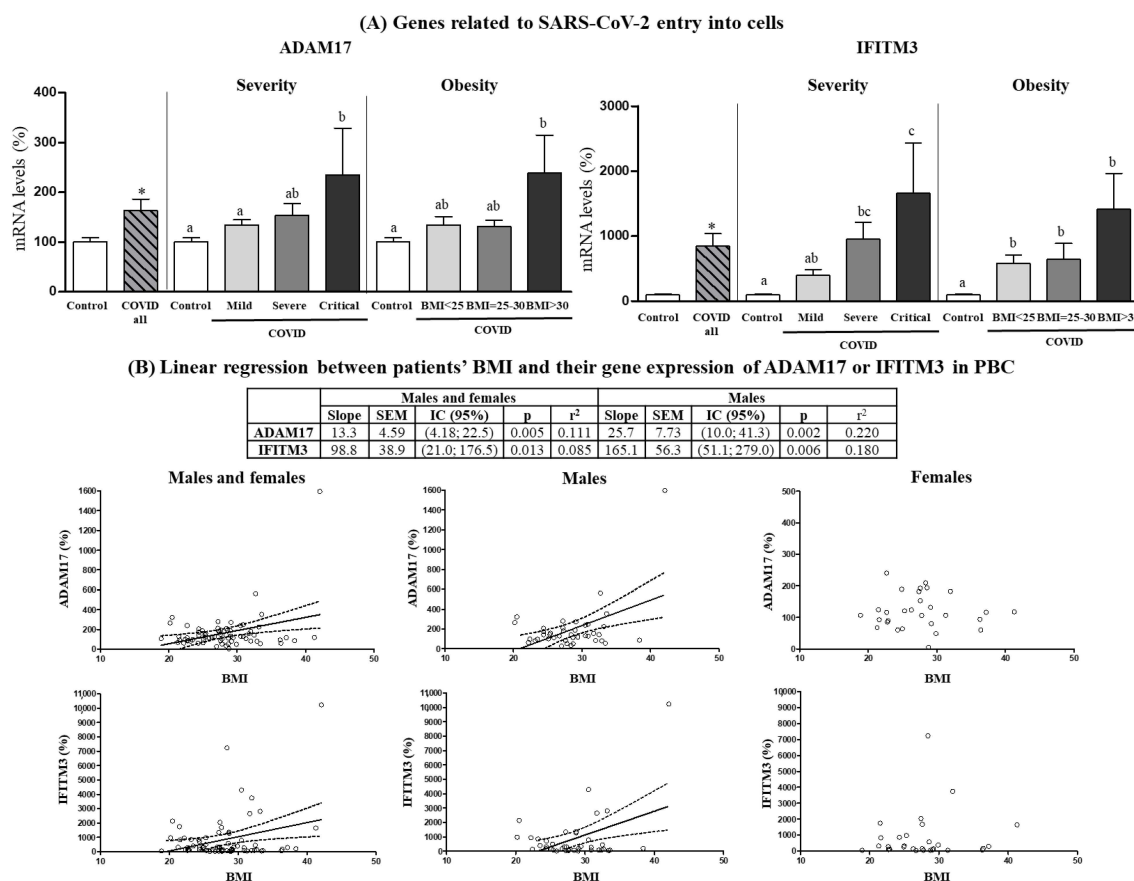 (A) Genes related to SARS-CoV-2 entry into cells
ADAM17
Severity
Obesity
mRNA levels (%)
400
300
200
100
0
*
a
a
ab
b
a
ab
ab
b
Control
COVID all
Control
Mild
Severe
Critical
COVID
Control
BMI<25
BMI=25-30
BMI>30
COVID
IFITM3
Severity
Obesity
mRNA levels (%)
3000
2000
1000
0
*
a
ab
bc
c
a
b
b
b
Control
COVID all
Control
Mild
Severe
Critical
COVID
Control
BMI<25
BMI=25-30
BMI>3
COVID
(B) Linear regression between patients' BMI and their gene expression of ADAM17 or IFITM3 in PBC
Males and females Males
Slope SEM IC (95%) p r² Slope SEM IC (95%) p r²
ADAM17 13.3 4.59 (4.18; 22.5) 0.005 0.111 25.7 7.73 (10.0; 41.3) 0.002 0.220
IFITM3 98.8 38.9 (21.0; 176.5) 0.013 0.085 165.1 56.3 (51.1; 279.0) 0.006 0.180
Males and females
ADAM17 (%)
1600
1400
1200
1000
800
600
400
200
0
10 20 30 40 50
BMI
Males
ADAM17 (%)
1600
1400
1200
1000
800
600
400
200
0
10 20 30 40 50
BMI
Females
ADAM17 (%)
500
400
300
200
100
0
10 20 30 40 50
BMI
IFITM3 (%)
11000
10000
9000
8000
7000
6000
5000
4000
3000
2000
1000
0
10 20 30 40 50
BMI
IFITM3 (%)
11000
10000
9000
8000
7000
6000
5000
4000
3000
2000
1000
0
10 20 30 40 50
BMI
IFITM3 (%)
10000
9000
8000
7000
6000
5000
4000
3000
2000
1000
0
10 20 30 40 50
BMI